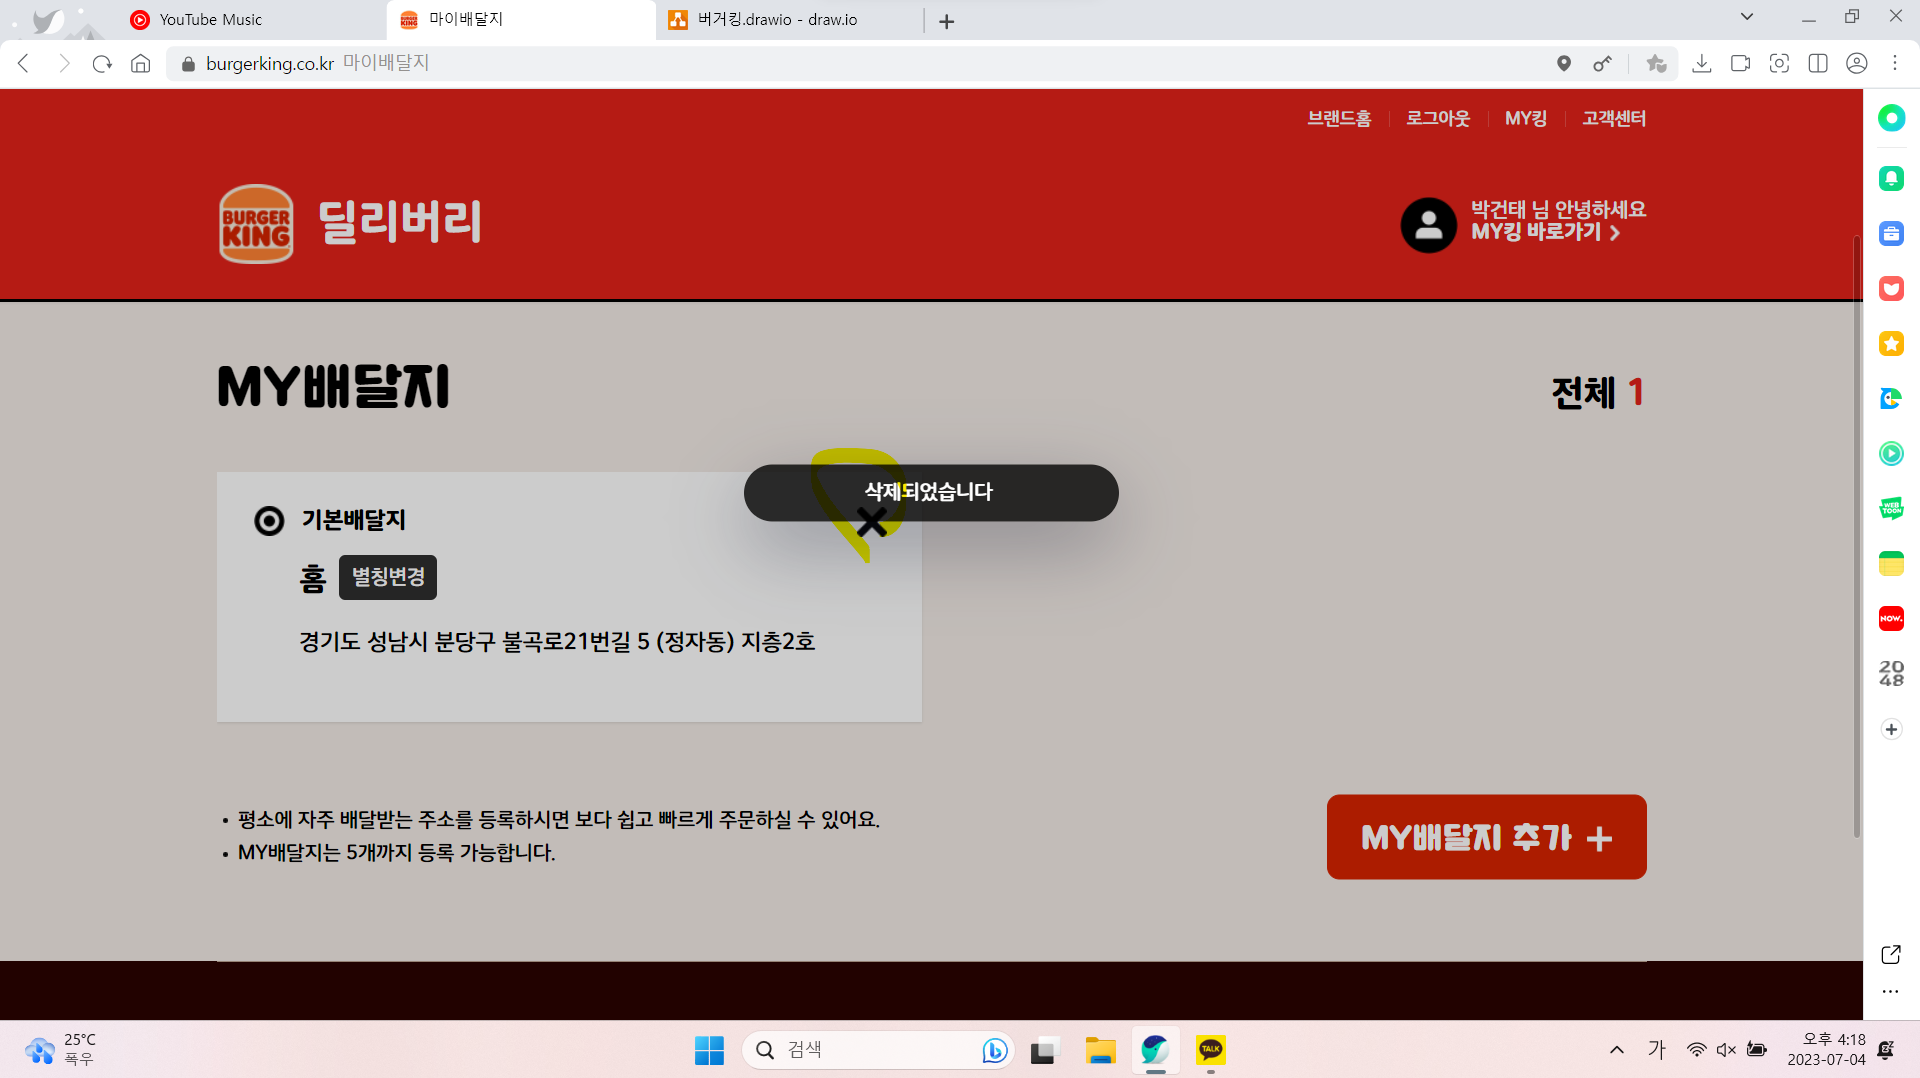 YouTube Music
마이배달지
버거킹.drawio - draw.io
burgerking.co.kr 마이배달지
브랜드홈
로그아웃
MY킹
고객센터
BURGER KING
딜리버리
박건태 님 안녕하세요
MY킹 바로가기
MY배달지
전체 1
삭제되었습니다
기본배달지
홈
별칭변경
경기도 성남시 분당구 불곡로21번길 5 (정자동) 지층2호
• 평소에 자주 배달받는 주소를 등록하시면 보다 쉽고 빠르게 주문하실 수 있어요.
• MY배달지는 5개까지 등록 가능합니다.
MY배달지 추가 +
WEB TOON
NOW.
20
48
25°C
폭우
검색
TALK
가
오후 4:18
2023-07-04